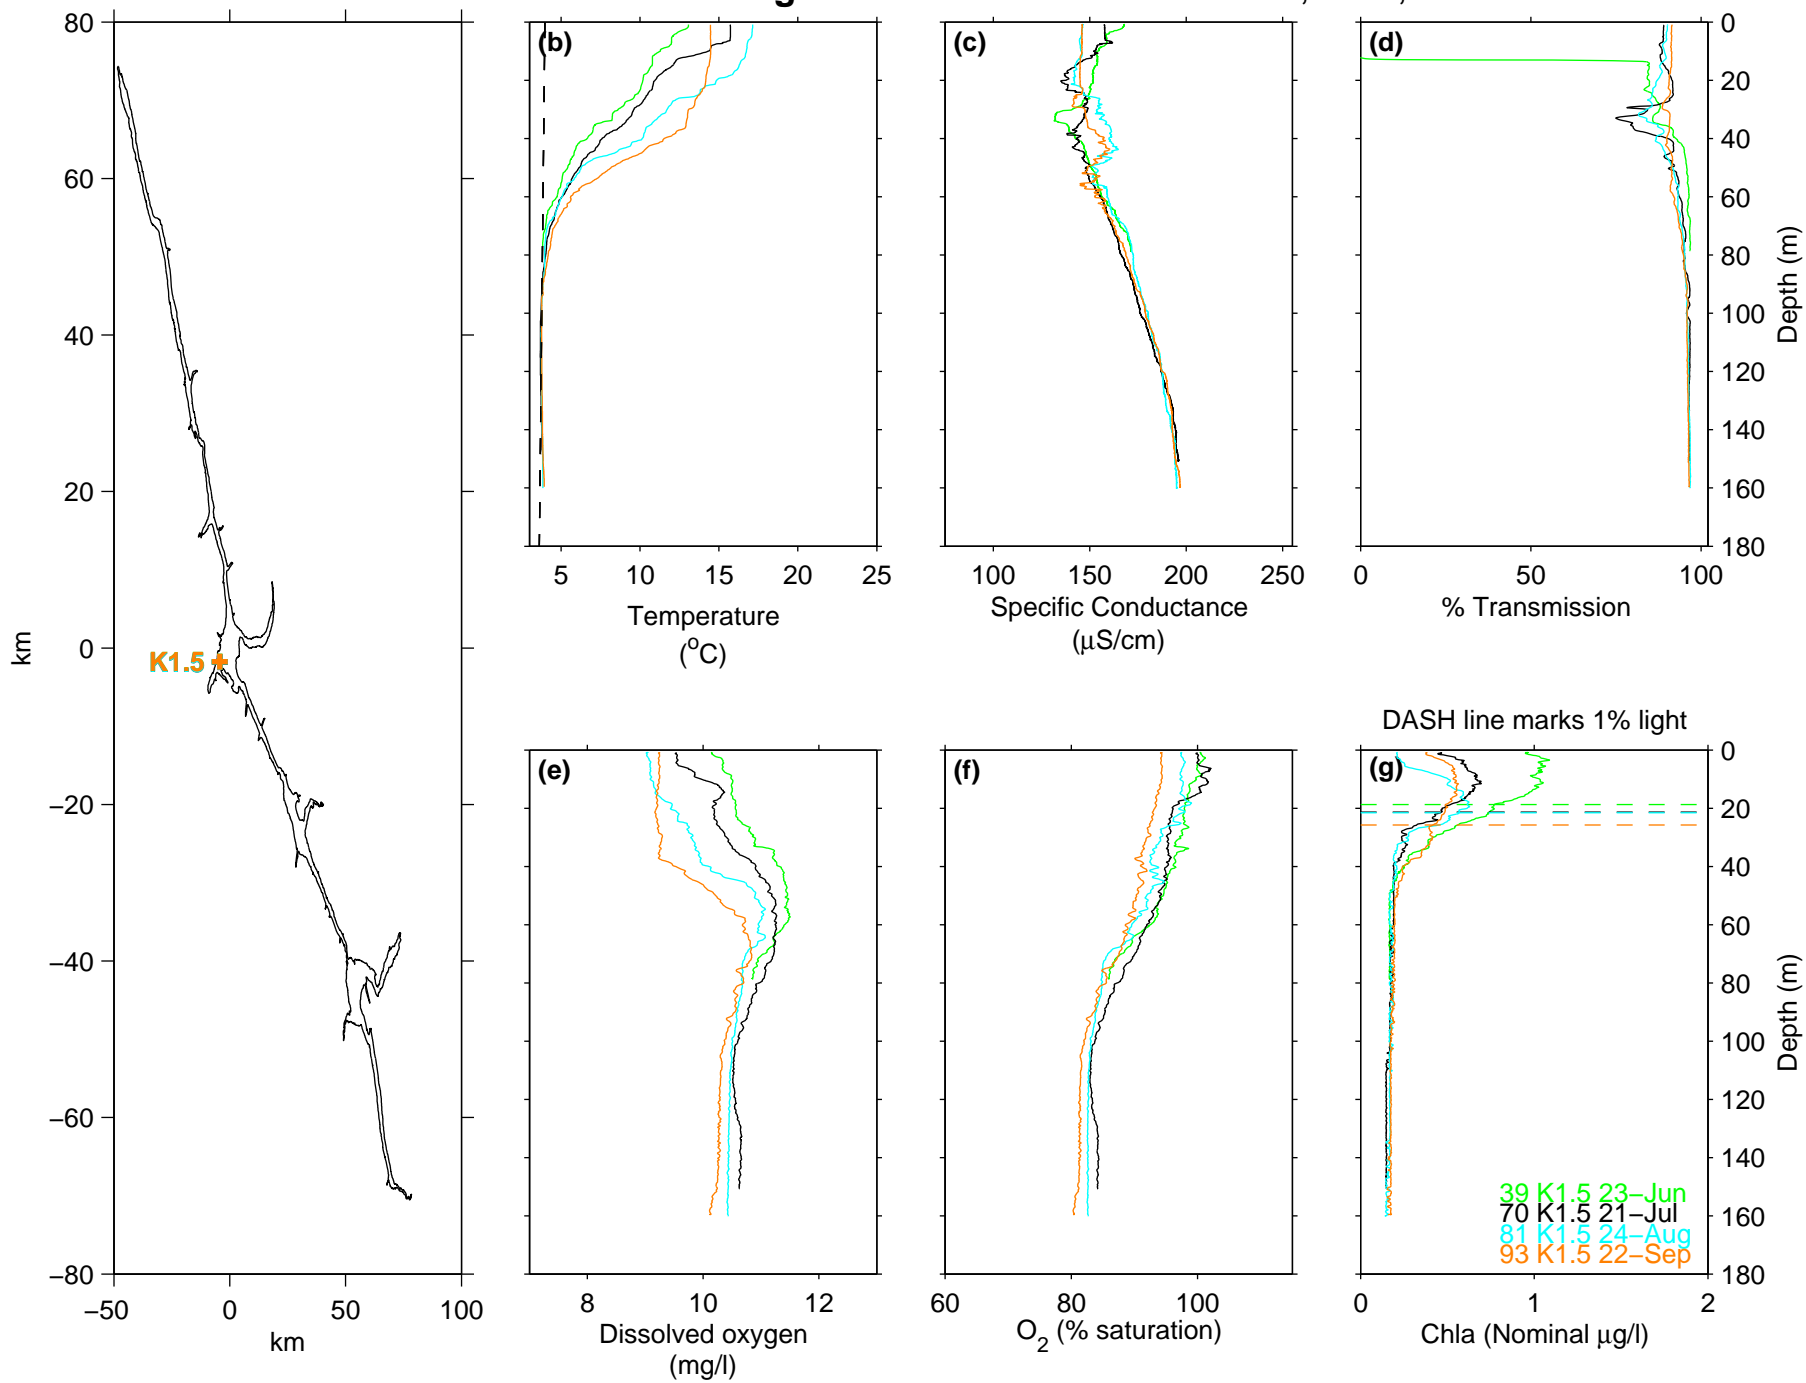 80
60
40
20
0
−20
−40
−60
−80
km
−50 0 50 100
km
K1.5
(b)
5 10 15 20 25
Temperature
(°C)
(c)
100 150 200 250
Specific Conductance
(μS/cm)
(d)
0 50 100
% Transmission
0
20
40
60
80
100
120
140
160
180
Depth (m)
(e)
8 10 12
Dissolved oxygen
(mg/l)
(f)
60 80 100
O2 (% saturation)
DASH line marks 1% light
(g)
39 K1.5 23−Jun
70 K1.5 21−Jul
81 K1.5 24−Aug
93 K1.5 22−Sep
0 1 2
Chla (Nominal μg/l)
0
20
40
60
80
100
120
140
160
180
Depth (m)